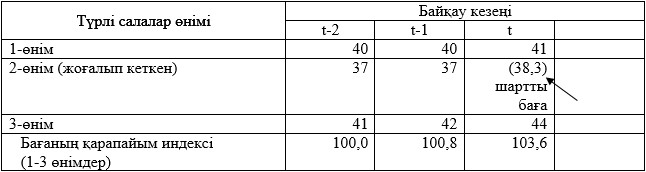 Түрлі салалар өнімі Байқау кезеңі
t-2 t-1 t
1-өнім 40 40 41
2-өнім (жоғалып кеткен) 37 37 (38,3)
шартты
баға
3-өнім 41 42 44
Бағаның қарапайым индексі 100,0 100,8 103,6
(1-3 өнімдер)